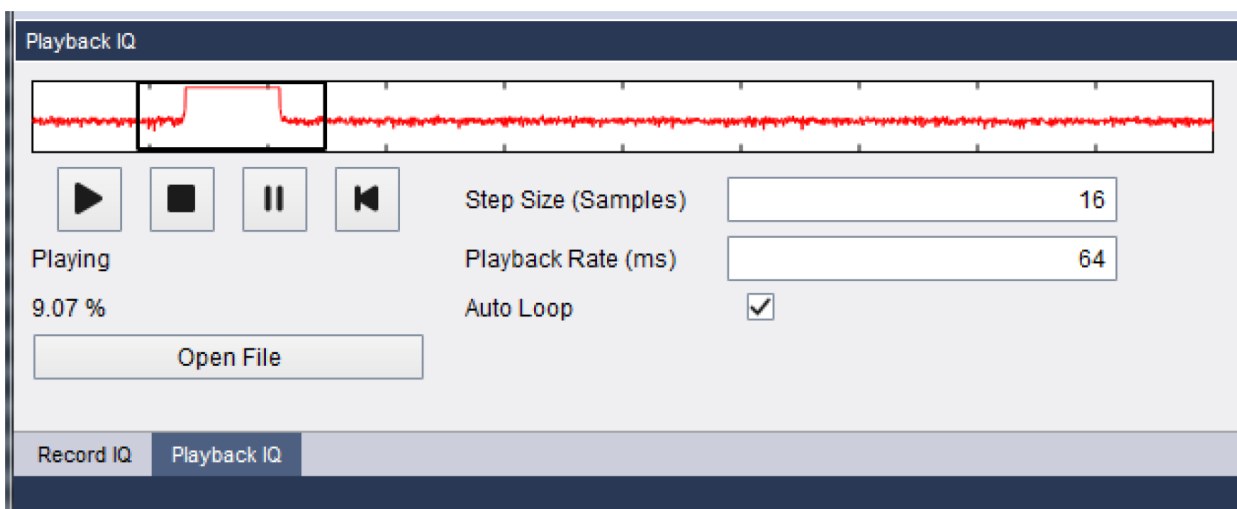 Playback IQ
Step Size (Samples) 16
Playing Playback Rate (ms) 64
9.07 % Auto Loop
Open File
Record IQ Playback IQ